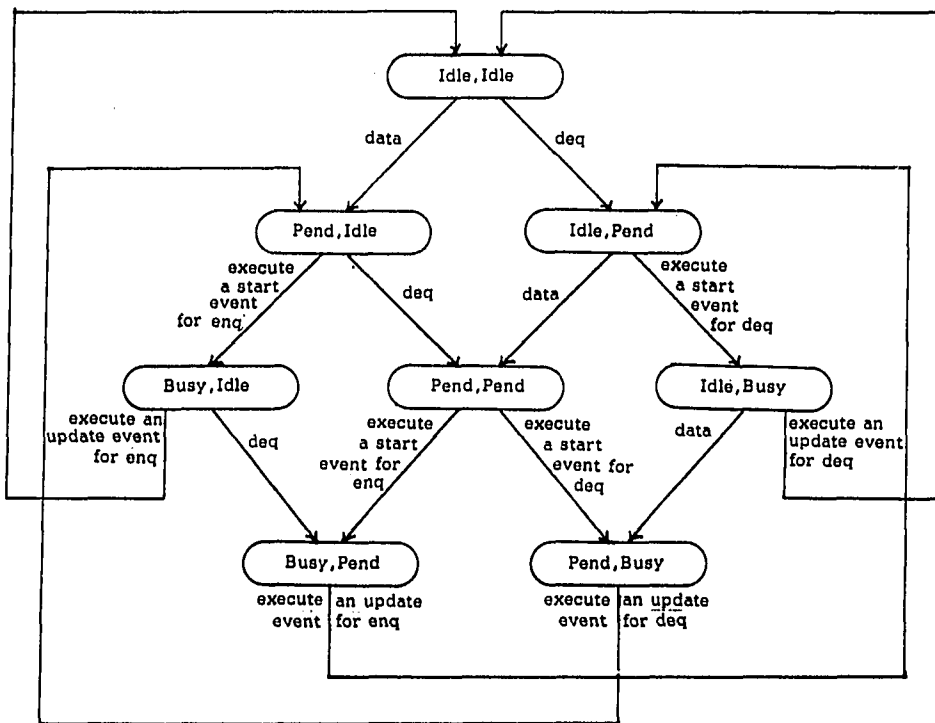 Idle,Idle
data
deq
Pend,Idle
Idle,Pend
execute
a start
event
for enq
deq
data
execute
a start
event
for deq
Busy,Idle
Pend,Pend
Idle,Busy
execute an
update event
for enq
deq
execute
a start
event for
enq
execute
a start
event for
deq
data
execute an
update event
for deq
Busy,Pend
Pend,Busy
execute an update
event for enq
execute an update
event for deq